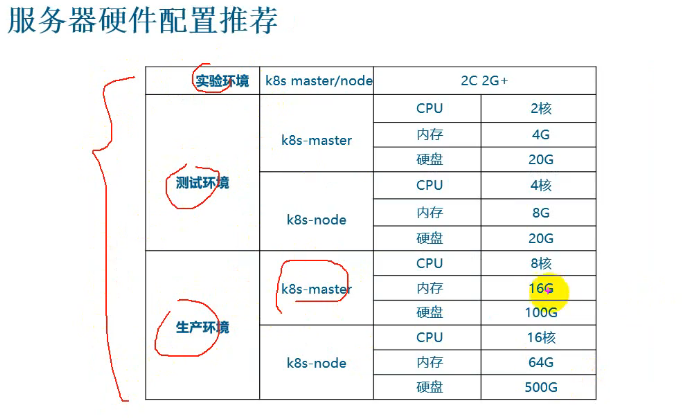 服务器硬件配置推荐
实验环境 k8s master/node 2C 2G+
测试环境
k8s-master
CPU 2核
内存 4G
硬盘 20G
k8s-node
CPU 4核
内存 8G
硬盘 20G
生产环境
k8s-master
CPU 8核
内存 16G
硬盘 100G
k8s-node
CPU 16核
内存 64G
硬盘 500G